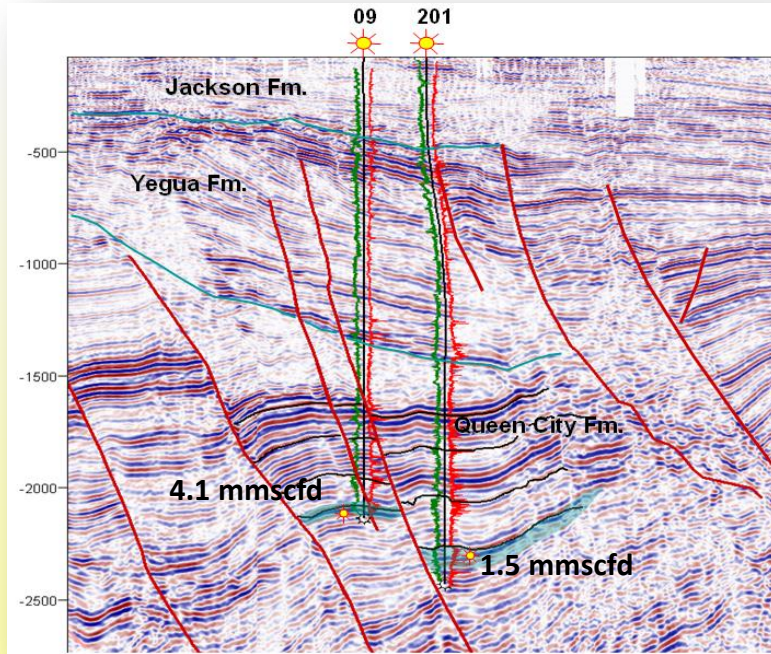 09 201
Jackson Fm.
-500
Yegua Fm.
-1000
-1500
Queen City Fm.
-2000
4.1 mmscfd
1.5 mmscfd
-2500